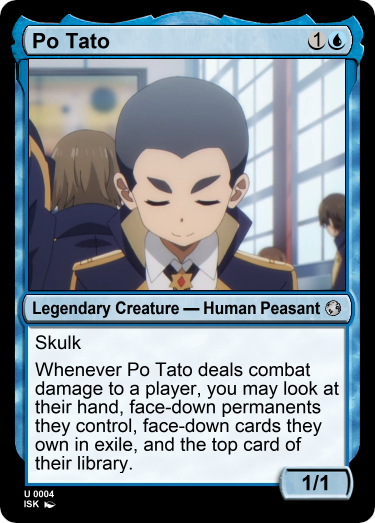 Po Tato 1
Legendary Creature — Human Peasant
Skulk
Whenever Po Tato deals combat
damage to a player, you may look at
their hand, face-down permanents
they control, face-down cards they
own in exile, and the top card of
their library.
1/1
U 0004
ISK